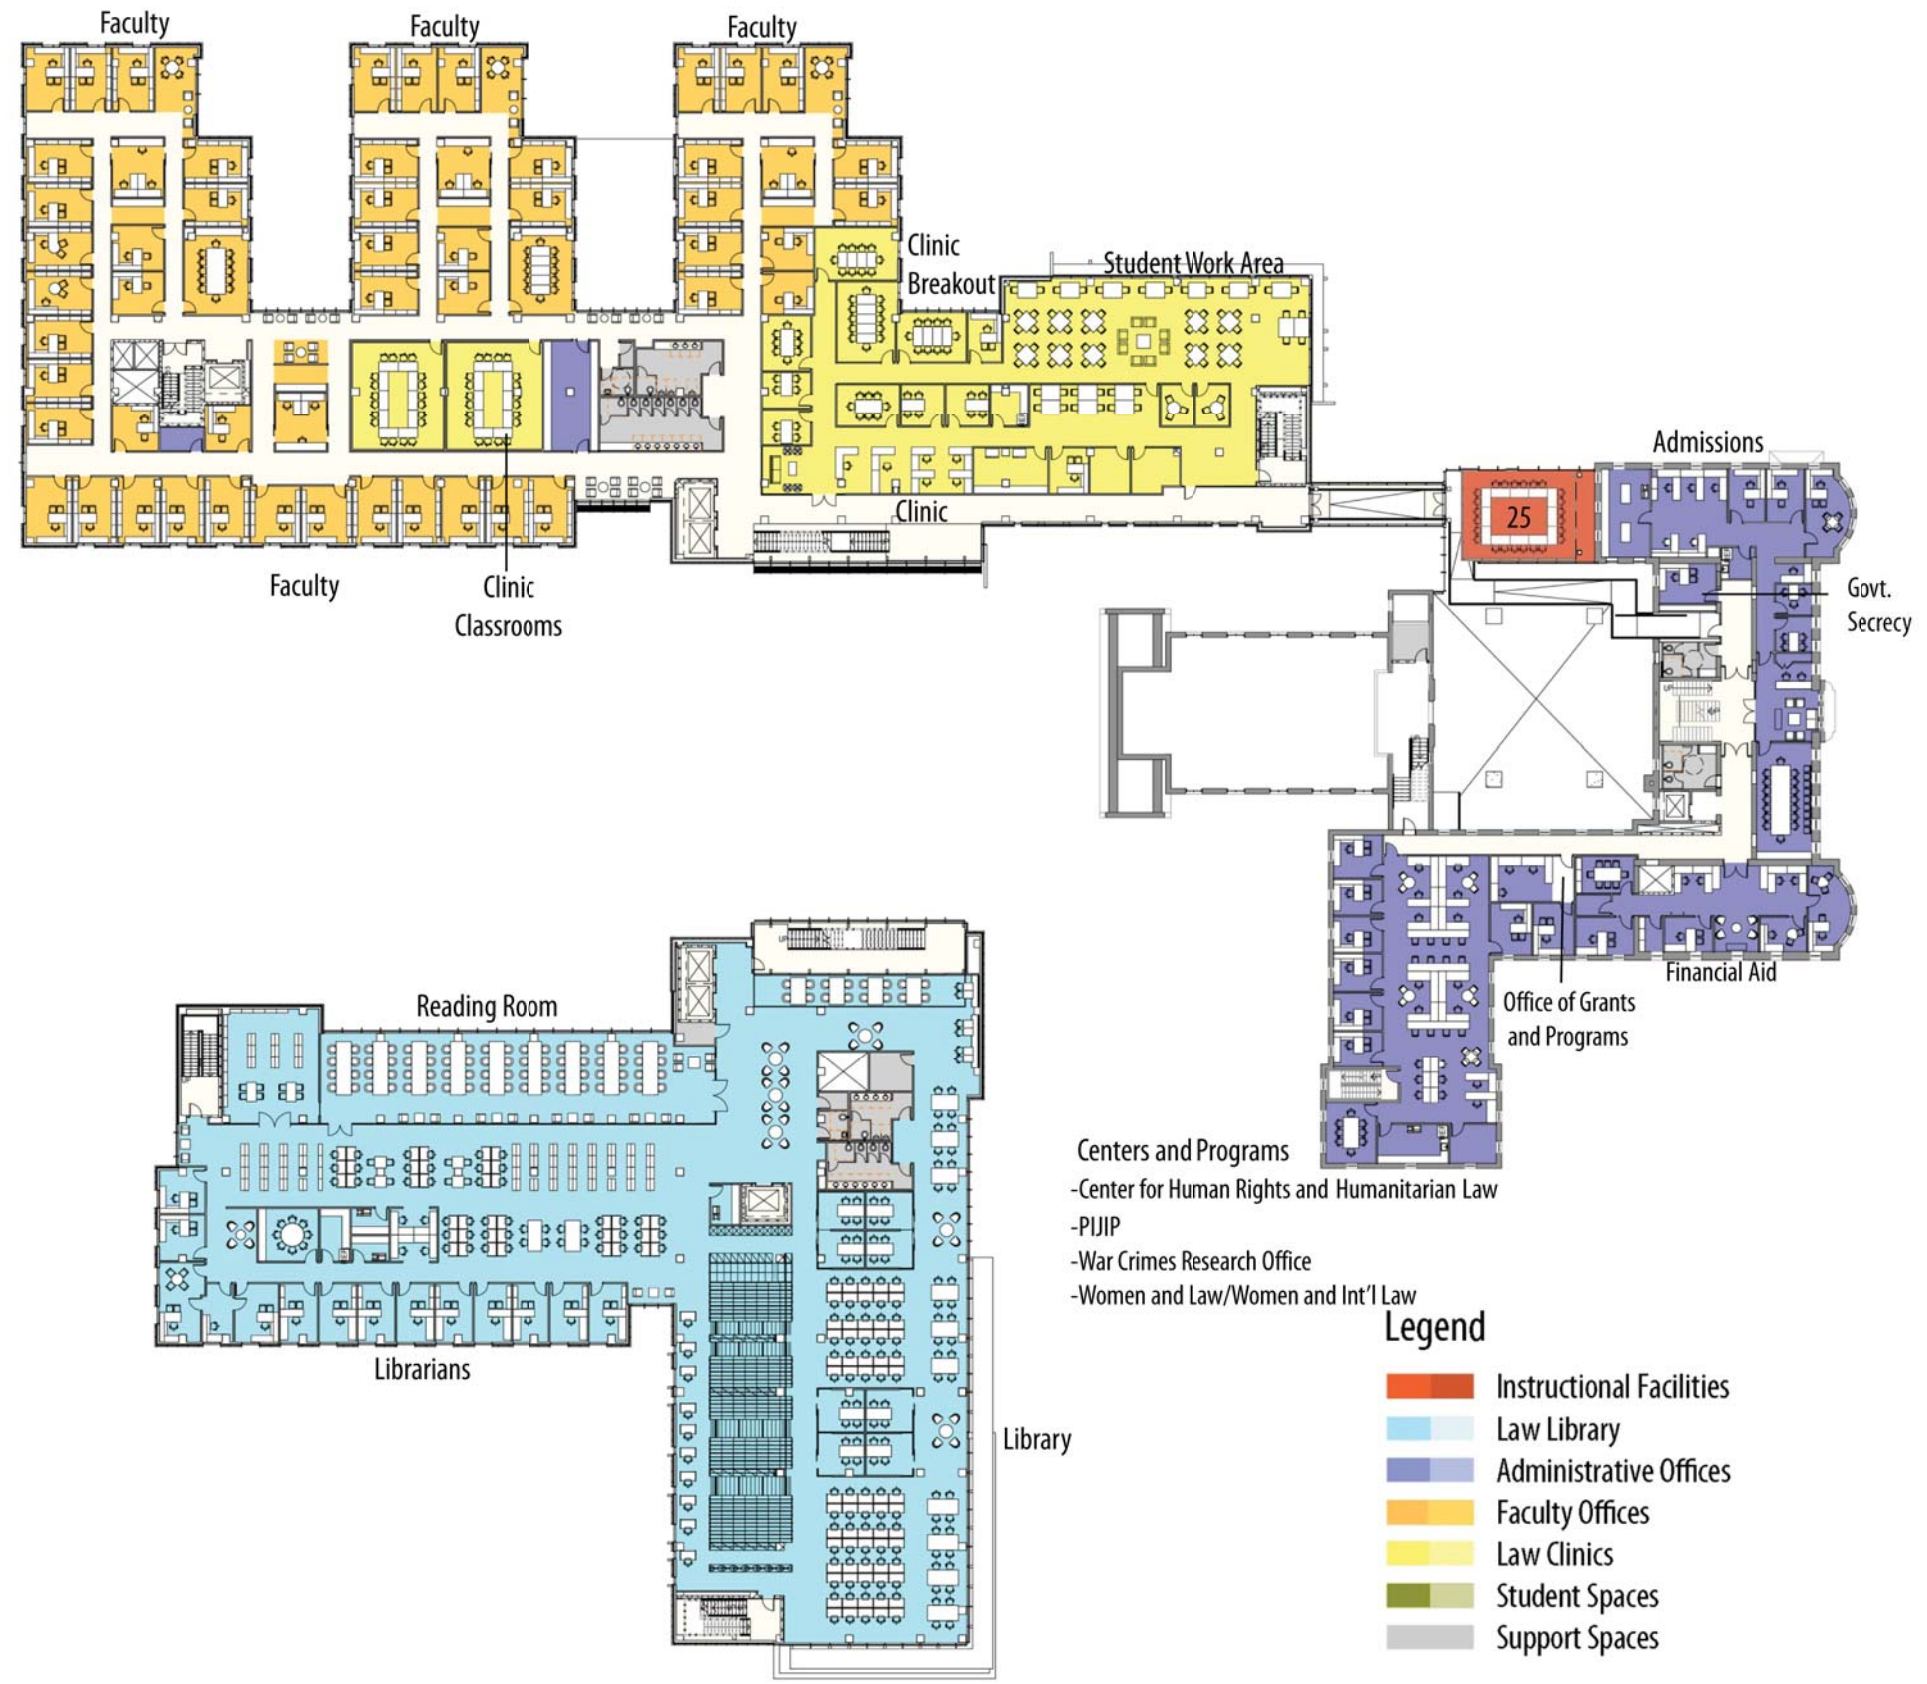 Faculty
Faculty
Faculty
Clinic
Breakout
Student Work Area
Clinic
Faculty
Clinic
Classrooms
25
Admissions
Govt.
Secrecy
Financial Aid
Office of Grants
and Programs
Reading Room
Librarians
Library
Centers and Programs
-Center for Human Rights and Humanitarian Law
-PIJIP
-War Crimes Research Office
-Women and Law/Women and Int'l Law
Legend
Instructional Facilities
Law Library
Administrative Offices
Faculty Offices
Law Clinics
Student Spaces
Support Spaces